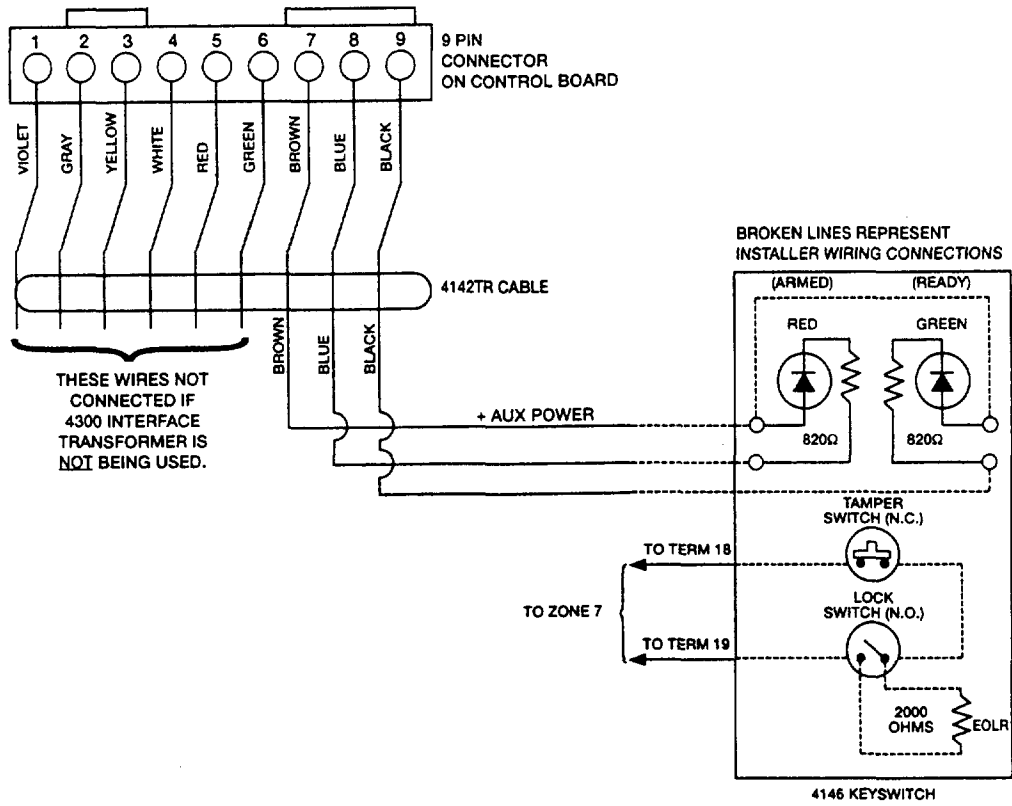 1 2 3 4 5 6 7 8 9
9 PIN
CONNECTOR
ON CONTROL BOARD
VIOLET
GRAY
YELLOW
WHITE
RED
GREEN
BROWN
BLUE
BLACK
4142TR CABLE
BROWN
BLUE
BLACK
THESE WIRES NOT
CONNECTED IF
4300 INTERFACE
TRANSFORMER IS
NOT BEING USED.
+ AUX POWER
BROKEN LINES REPRESENT
INSTALLER WIRING CONNECTIONS
(ARMED) (READY)
RED GREEN
820Ω 820Ω
TAMPER
SWITCH (N.C.)
TO TERM 18
LOCK
SWITCH (N.O.)
TO ZONE 7
TO TERM 19
2000
OHMS
EOLR
4146 KEYSWITCH